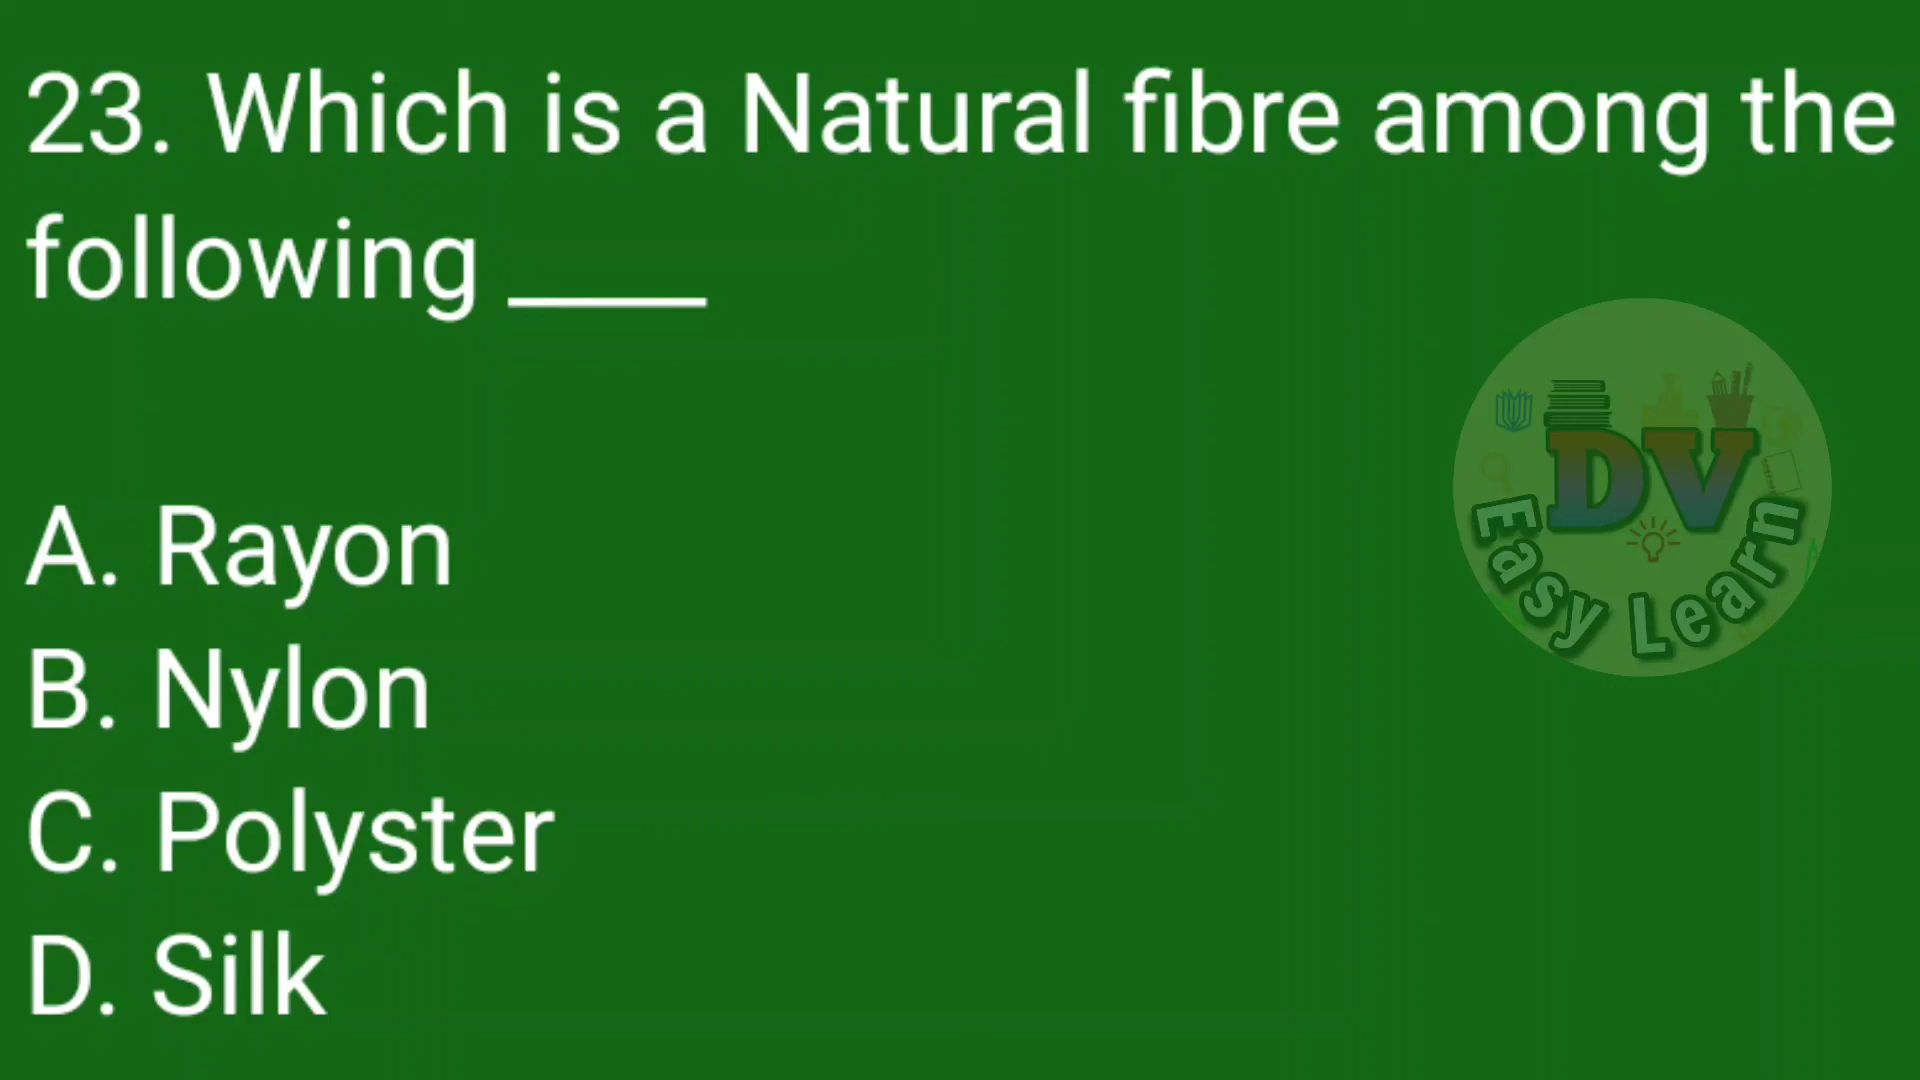 23. Which is a Natural fibre among the
following ____
A. Rayon
B. Nylon
C. Polyster
D. Silk
DV
Easy Learn